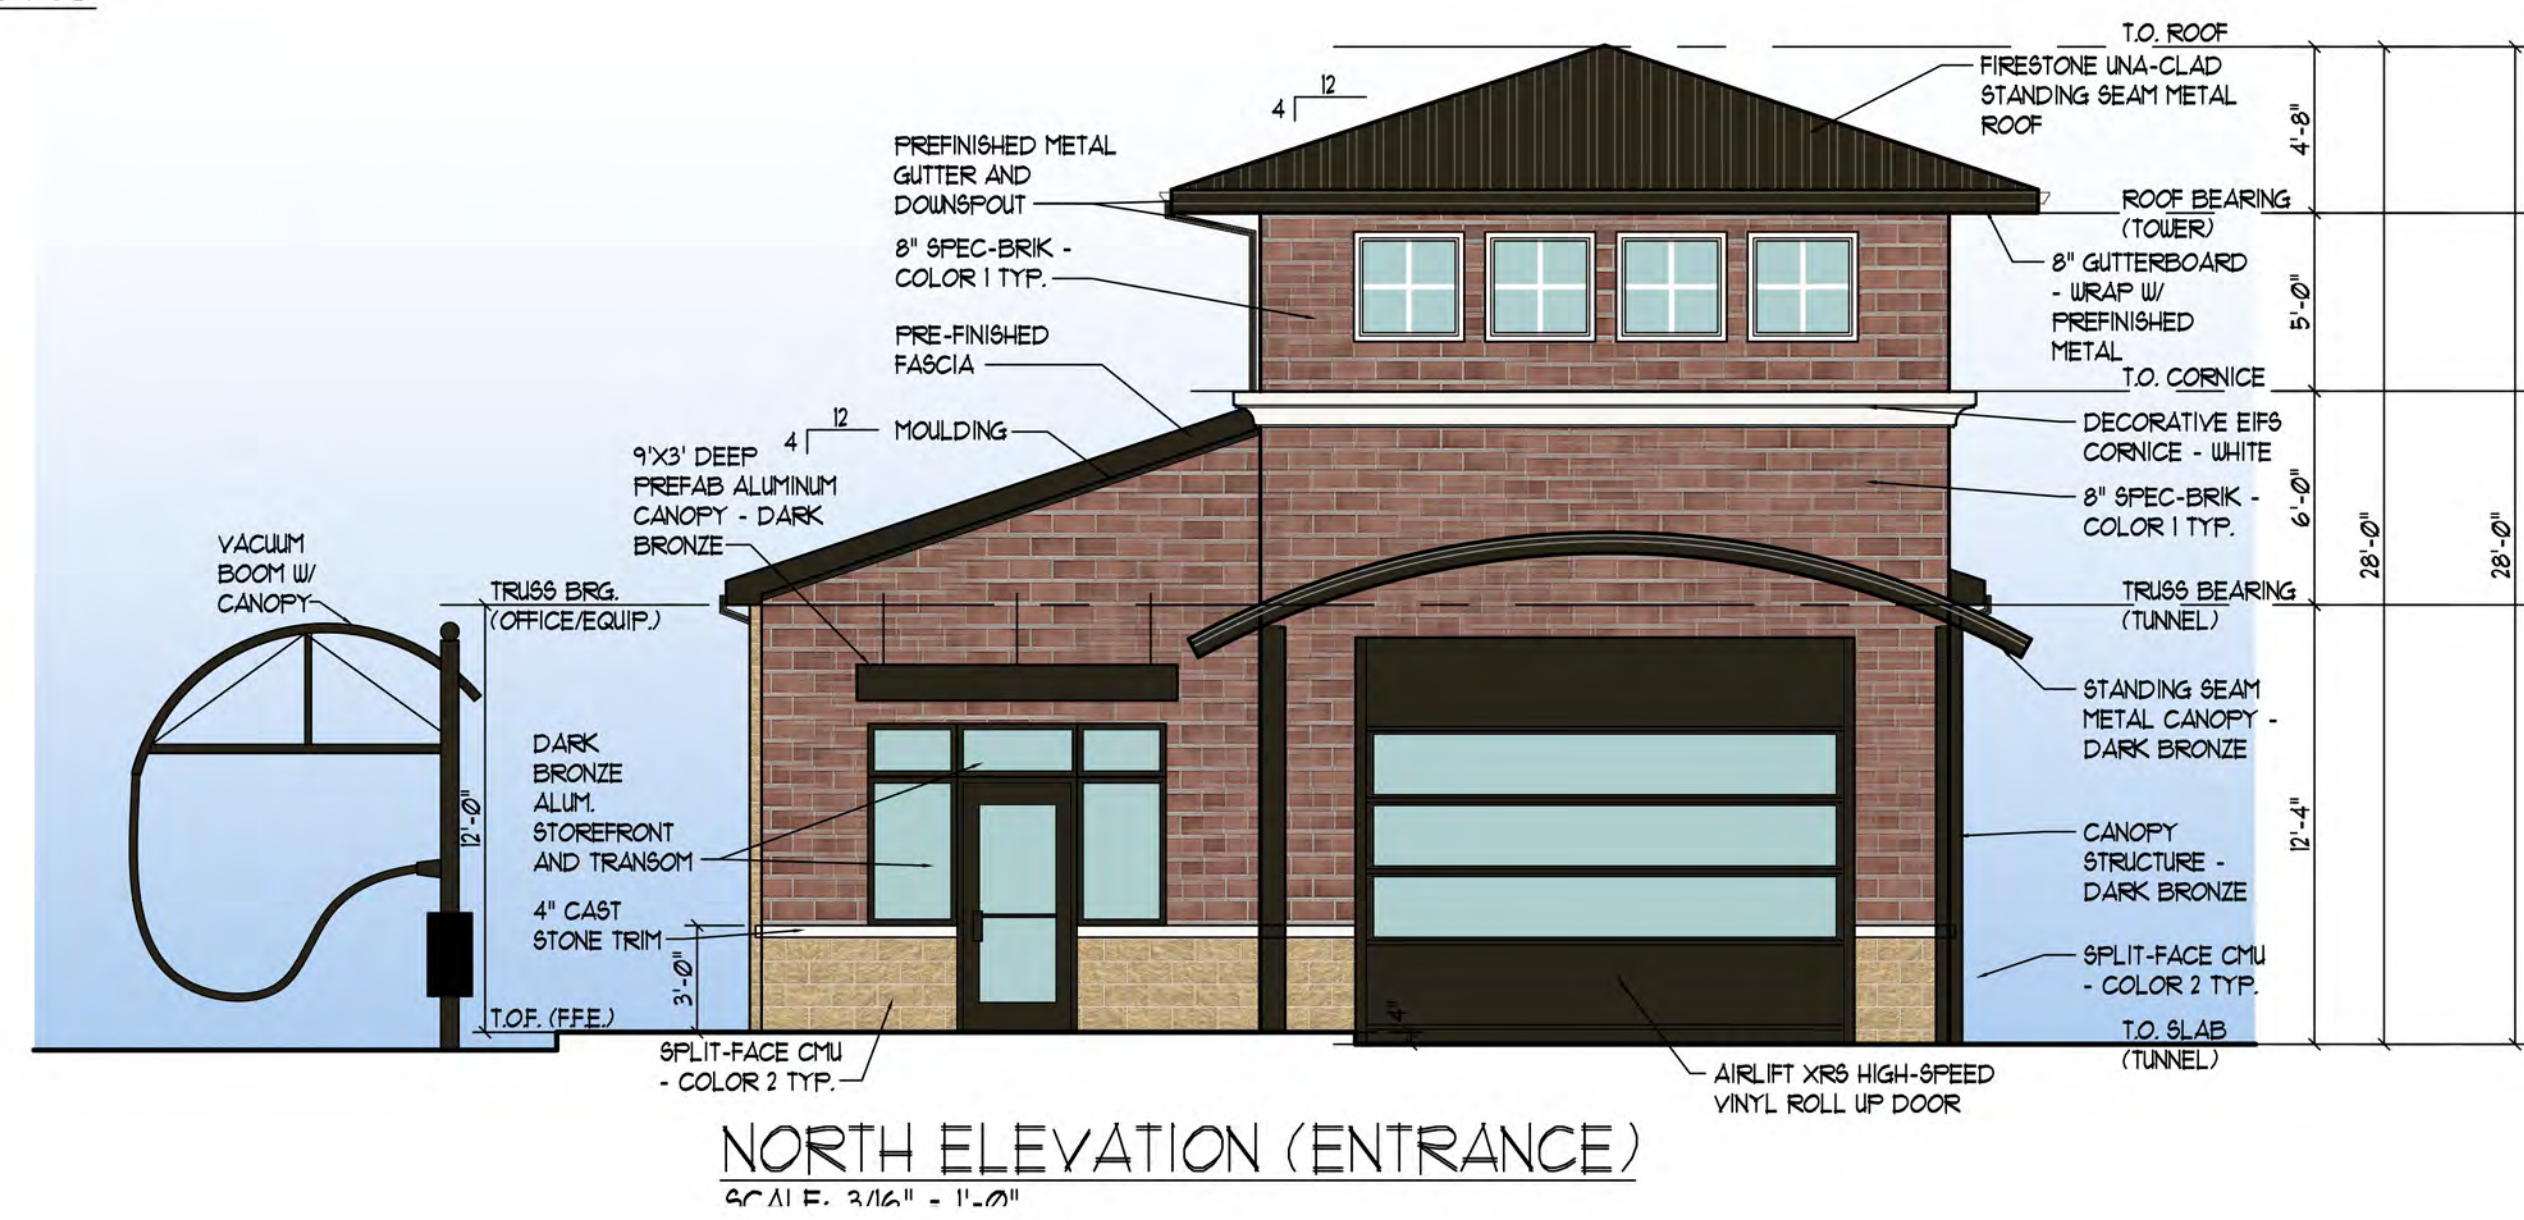 T.O. ROOF
FIRESTONE UNA-CLAD
STANDING SEAM METAL
ROOF
12
4
4'-8"
PREFINISHED METAL
GUTTER AND
DOWNSPOUT
ROOF BEARING
(TOWER)
8" SPEC-BRIK -
COLOR 1 TYP.
8" GUTTERBOARD
- WRAP W/
PREFINISHED
METAL
5'-0"
PRE-FINISHED
FASCIA
T.O. CORNICE
12
4
MOULDING
DECORATIVE EIFS
CORNICE - WHITE
9'X3' DEEP
PREFAB ALUMINUM
CANOPY - DARK
BRONZE
8" SPEC-BRIK -
COLOR 1 TYP.
6'-0"
28'-0"
28'-0"
VACUUM
BOOM W/
CANOPY
TRUSS BRG.
(OFFICE/EQUIP.)
TRUSS BEARING
(TUNNEL)
STANDING SEAM
METAL CANOPY -
DARK BRONZE
DARK
BRONZE
ALUM.
STOREFRONT
AND TRANSOM
12'-0"
12'-4"
CANOPY
STRUCTURE -
DARK BRONZE
4" CAST
STONE TRIM
3'-0"
SPLIT-FACE CMU
- COLOR 2 TYP.
T.O.F. (F.F.E.)
4"
T.O. SLAB
(TUNNEL)
SPLIT-FACE CMU
- COLOR 2 TYP.
AIRLIFT XRS HIGH-SPEED
VINYL ROLL UP DOOR
NORTH ELEVATION (ENTRANCE)
SCALE: 3/16" = 1'-0"